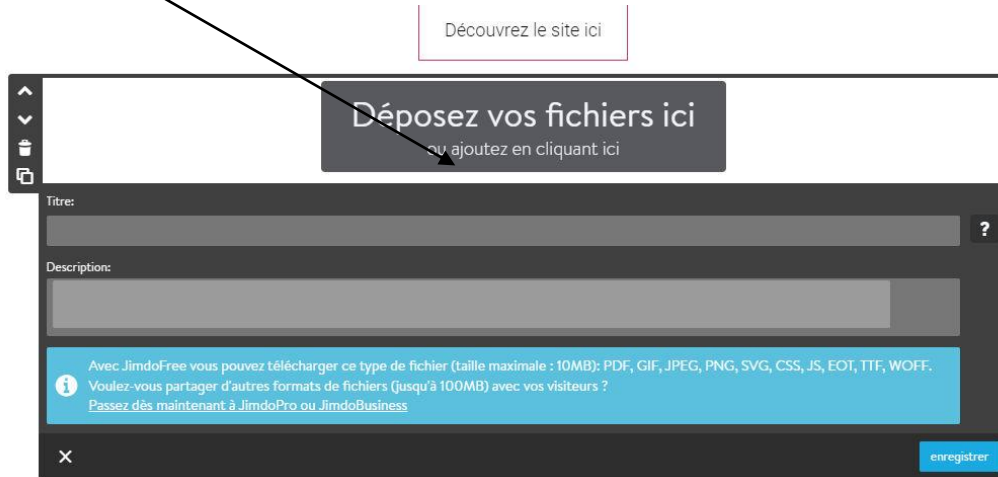 Découvrez le site ici
Déposez vos fichiers ici
ou ajoutez en cliquant ici
Titre:
?
Description:
Avec JimdoFree vous pouvez télécharger ce type de fichier (taille maximale : 10MB): PDF, GIF, JPEG, PNG, SVG, CSS, JS, EOT, TTF, WOFF.
Voulez-vous partager d'autres formats de fichiers (jusqu'à 100MB) avec vos visiteurs ?
Passez dès maintenant à JimdoPro ou JimdoBusiness
enregistrer